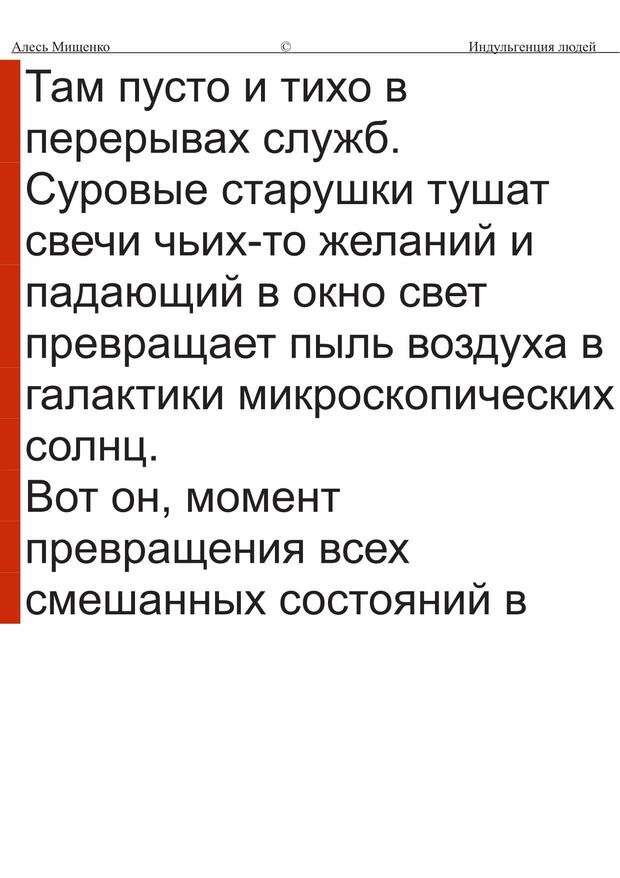 Алесь Мищенко © Индульгенция людей
Там пусто и тихо в
перерывах служб.
Суровые старушки тушат
свечи чьих-то желаний и
падающий в окно свет
превращает пыль воздуха в
галактики микроскопических
солнц.
Вот он, момент
превращения всех
смешанных состояний в